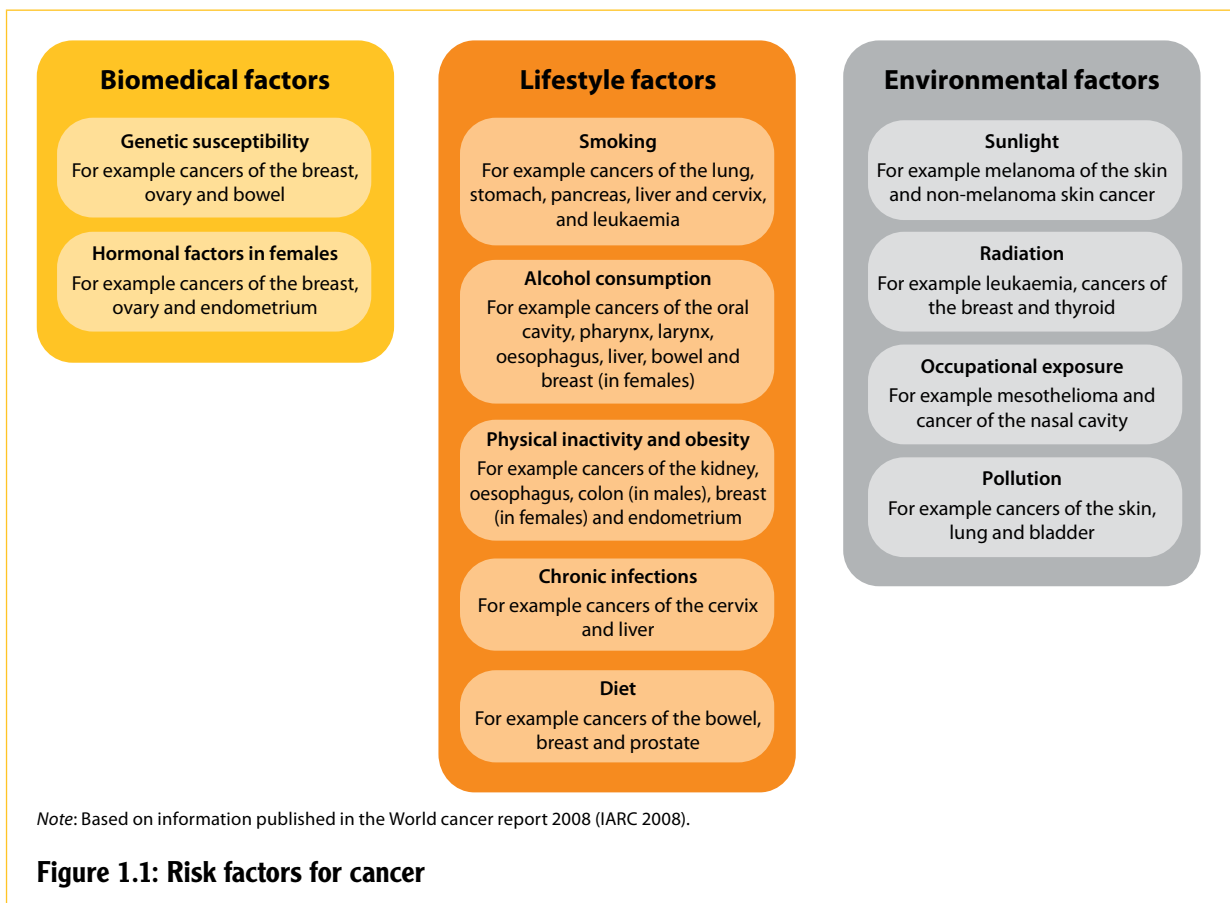 Biomedical factors
Genetic susceptibility
For example cancers of the breast,
ovary and bowel
Hormonal factors in females
For example cancers of the breast,
ovary and endometrium
Lifestyle factors
Smoking
For example cancers of the lung,
stomach, pancreas, liver and cervix,
and leukaemia
Alcohol consumption
For example cancers of the oral
cavity, pharynx, larynx,
oesophagus, liver, bowel and
breast (in females)
Physical inactivity and obesity
For example cancers of the kidney,
oesophagus, colon (in males), breast
(in females) and endometrium
Chronic infections
For example cancers of the cervix
and liver
Diet
For example cancers of the bowel,
breast and prostate
Environmental factors
Sunlight
For example melanoma of the skin
and non-melanoma skin cancer
Radiation
For example leukaemia, cancers of
the breast and thyroid
Occupational exposure
For example mesothelioma and
cancer of the nasal cavity
Pollution
For example cancers of the skin,
lung and bladder
Note: Based on information published in the World cancer report 2008 (IARC 2008).
Figure 1.1: Risk factors for cancer